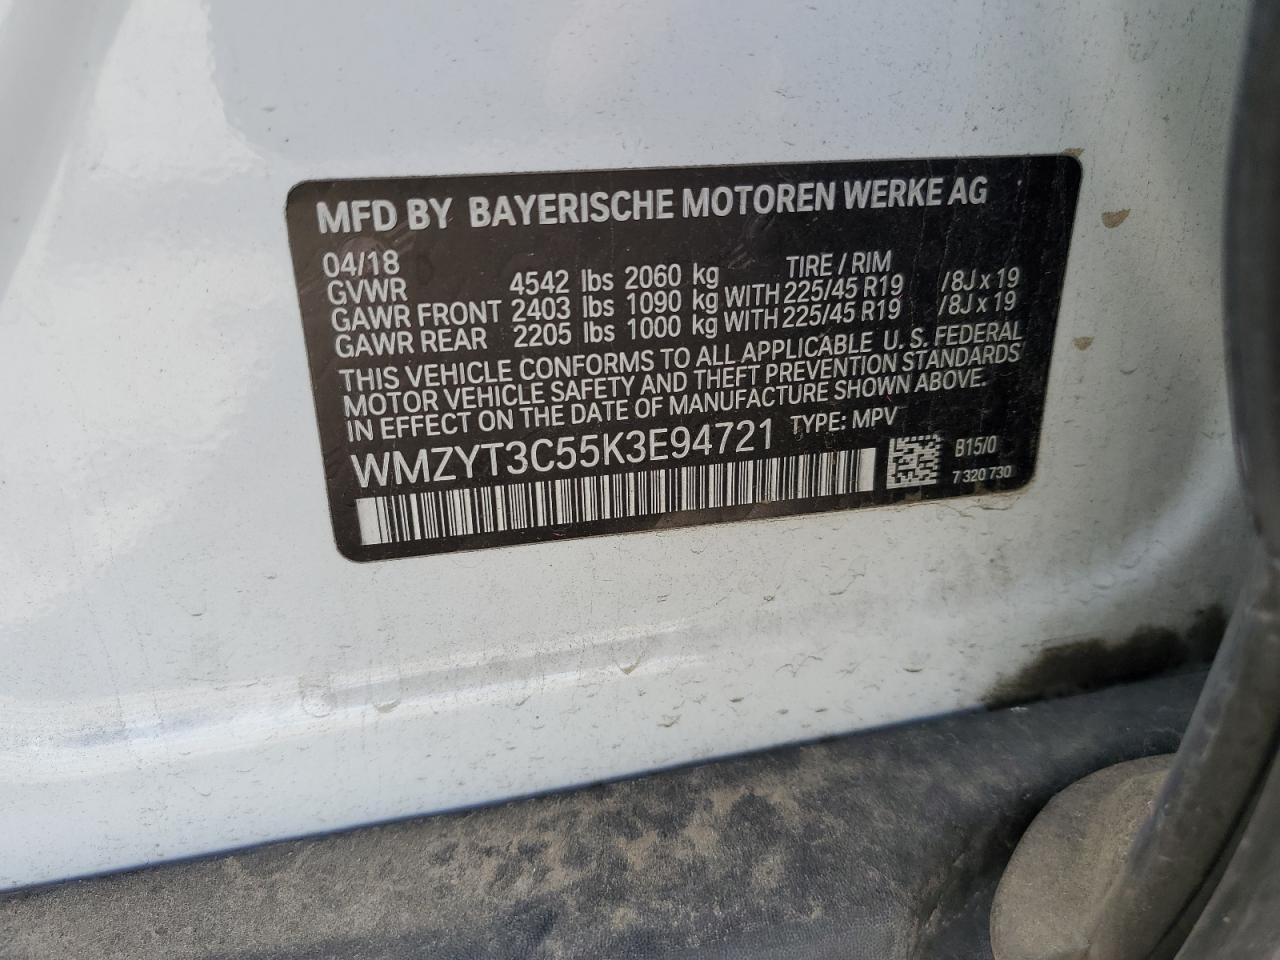 MFD BY BAYERISCHE MOTOREN WERKE AG
04/18 TIRE / RIM
GVWR 4542 lbs 2060 kg
GAWR FRONT 2403 lbs 1090 kg WITH 225/45 R19 /8J x 19
GAWR REAR 2205 lbs 1000 kg WITH 225/45 R19 /8J x 19
THIS VEHICLE CONFORMS TO ALL APPLICABLE U. S. FEDERAL
MOTOR VEHICLE SAFETY AND THEFT PREVENTION STANDARDS
IN EFFECT ON THE DATE OF MANUFACTURE SHOWN ABOVE.
WMZYT3C55K3E94721 TYPE: MPV
B15/0
7 320 730